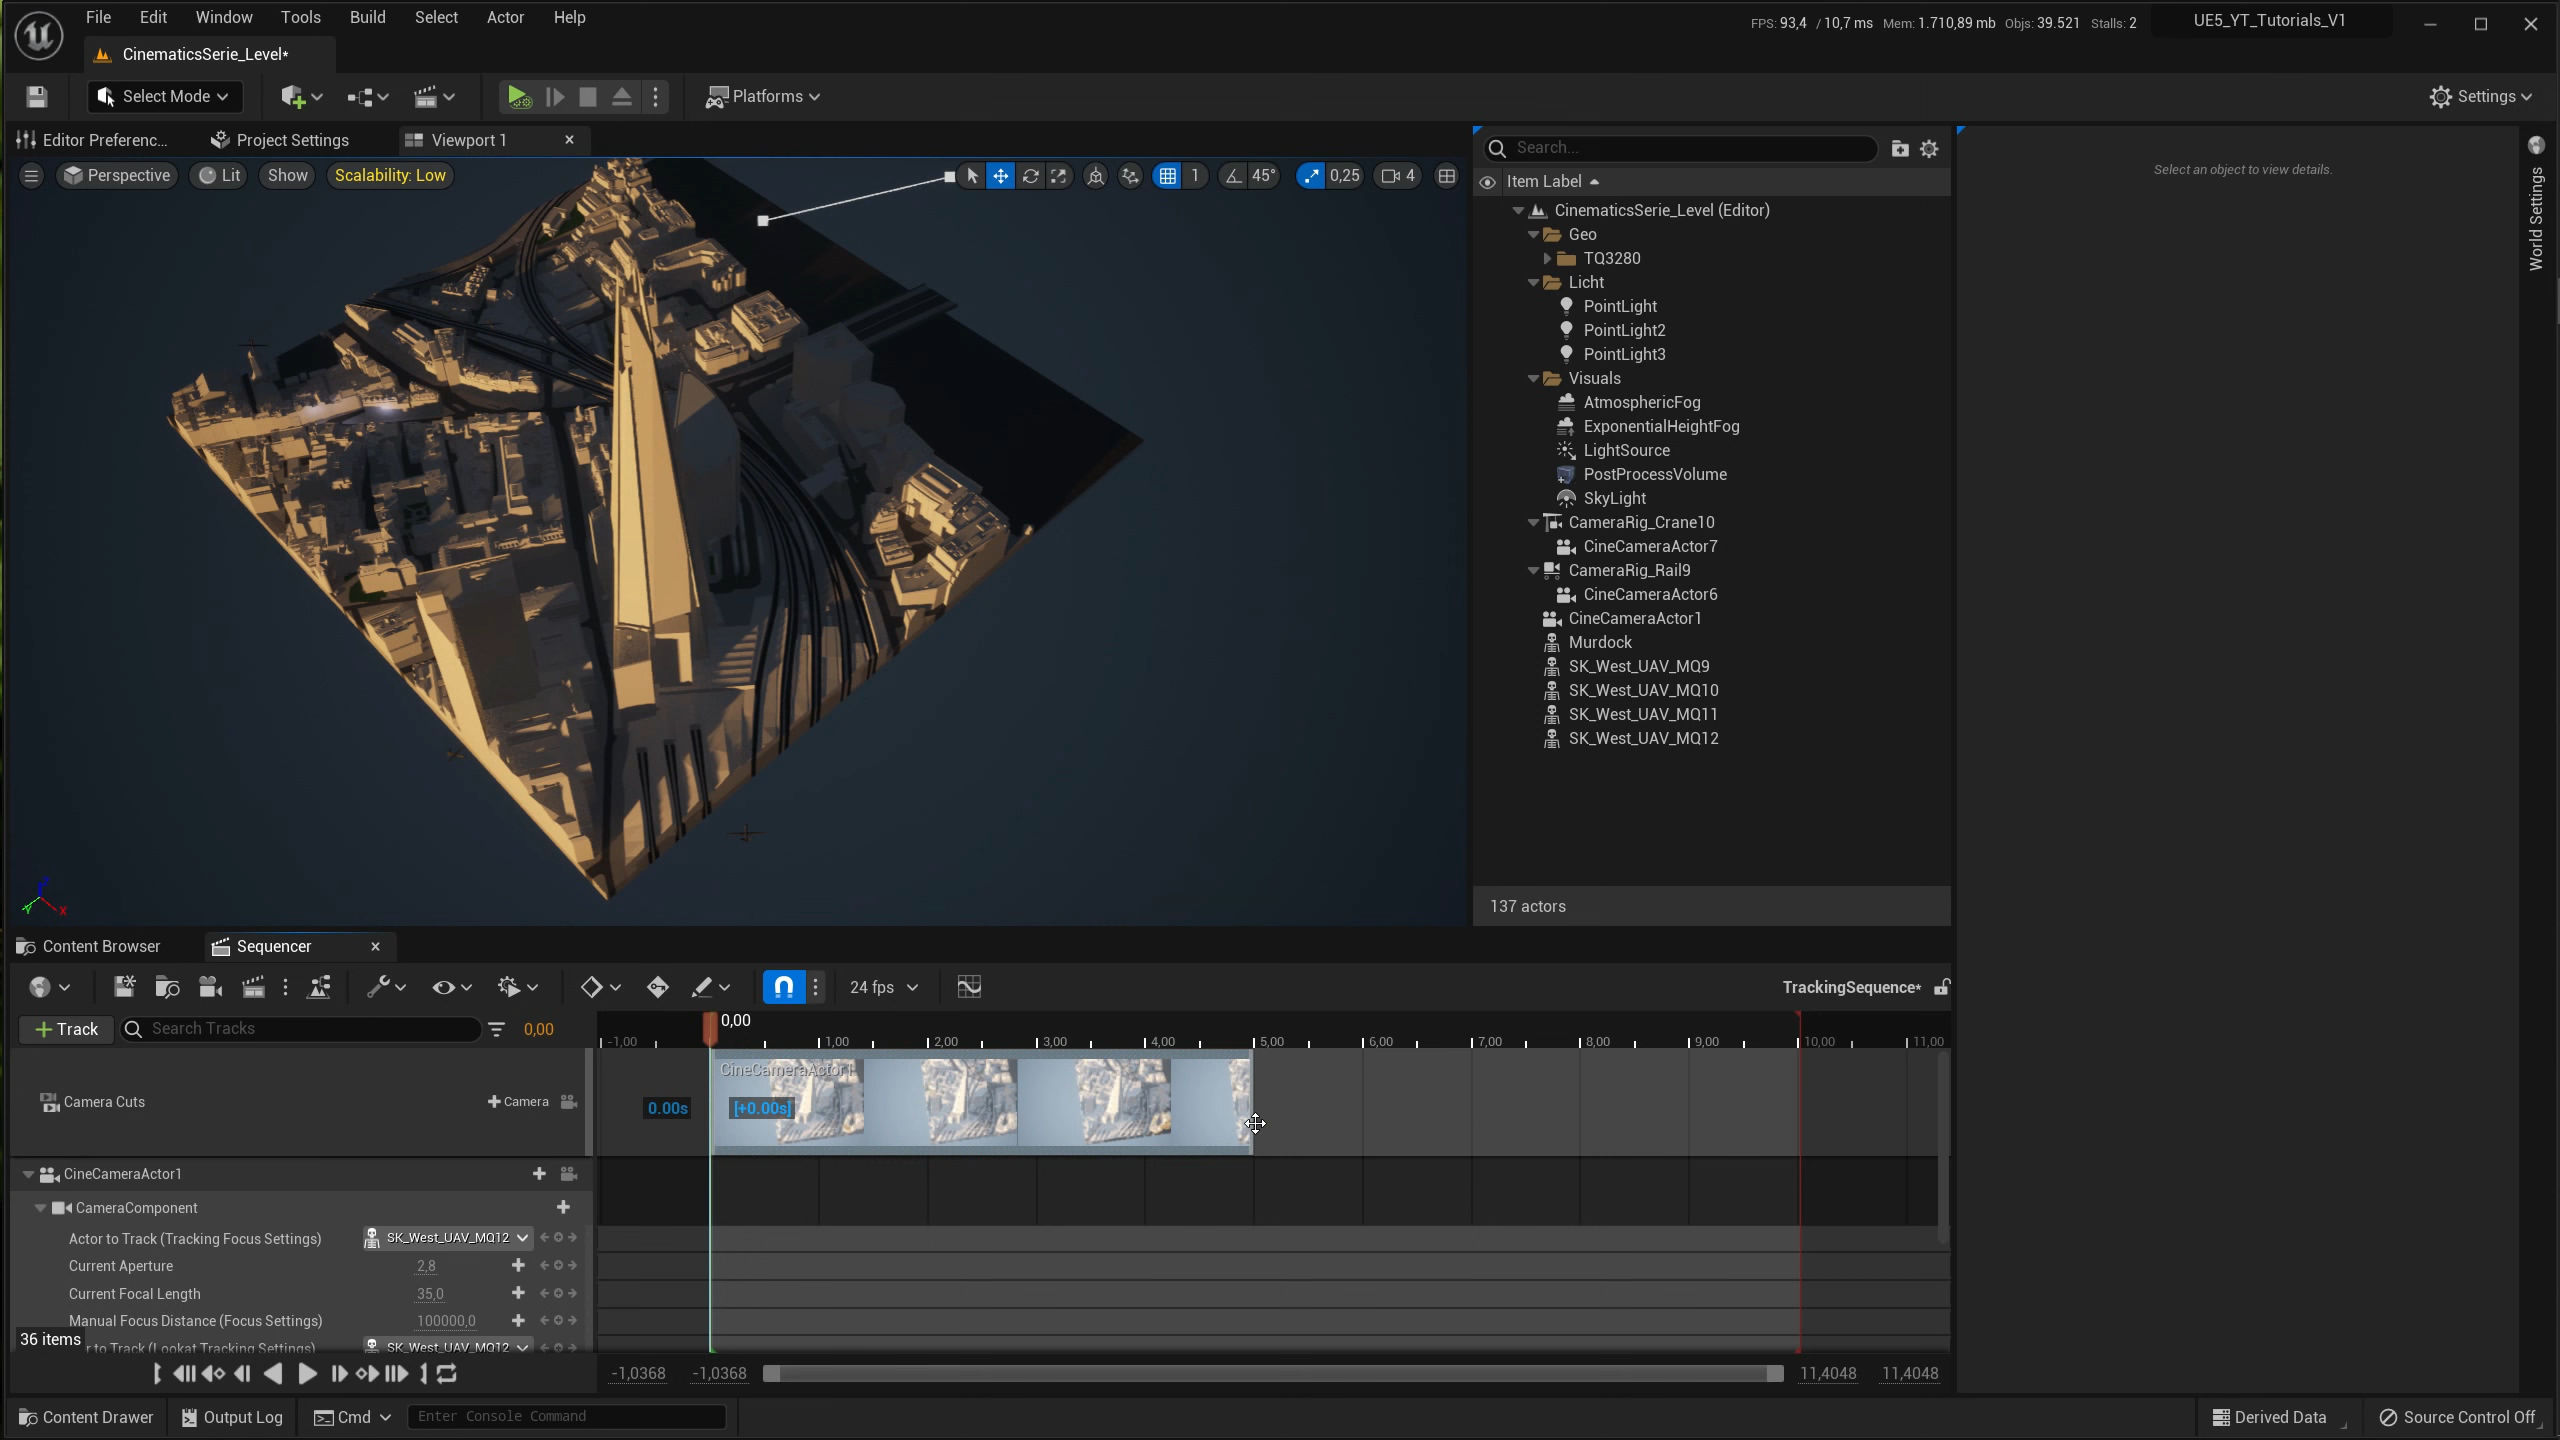 File Edit Window Tools Build Select Actor Help
FPS: 93,4 / 10,7 ms Mem: 1.710,89 mb Objs: 39.521 Stalls: 2
UE5_YT_Tutorials_V1
CinematicsSerie_Level*
Select Mode
Platforms
Settings
Editor Preferenc...
Project Settings
Viewport 1
Perspective
Lit
Show
Scalability: Low
1
45°
0,25
4
Search...
Item Label
CinematicsSerie_Level (Editor)
Geo
TQ3280
Licht
PointLight
PointLight2
PointLight3
Visuals
AtmosphericFog
ExponentialHeightFog
LightSource
PostProcessVolume
SkyLight
CameraRig_Crane10
CineCameraActor7
CameraRig_Rail9
CineCameraActor6
CineCameraActor1
Murdock
SK_West_UAV_MQ9
SK_West_UAV_MQ10
SK_West_UAV_MQ11
SK_West_UAV_MQ12
137 actors
Select an object to view details.
World Settings
Content Browser
Sequencer
24 fps
TrackingSequence*
Track
Search Tracks
0,00
0,00
-1,00 1,00 2,00 3,00 4,00 5,00 6,00 7,00 8,00 9,00 10,00 11,00
Camera Cuts
Camera
CineCameraActor1
0.00s
[+0.00s]
CineCameraActor1
CameraComponent
Actor to Track (Tracking Focus Settings) SK_West_UAV_MQ12
Current Aperture 2,8
Current Focal Length 35,0
Manual Focus Distance (Focus Settings) 100000,0
36 items
r to Track (Lookat Tracking Settings) SK_West_UAV_MQ12
-1,0368 -1,0368 11,4048 11,4048
Content Drawer
Output Log
Cmd
Enter Console Command
Derived Data
Source Control Off